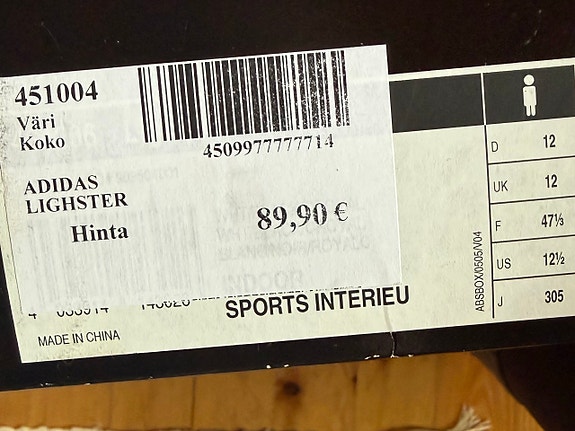 451004
Väri
Koko
4509977777714
ADIDAS
LIGHSTER
Hinta
89,90 €
SPORTS INTERIEU
MADE IN CHINA
ABSBOX/0505/V04
D 12
UK 12
F 47⅓
US 12½
J 305